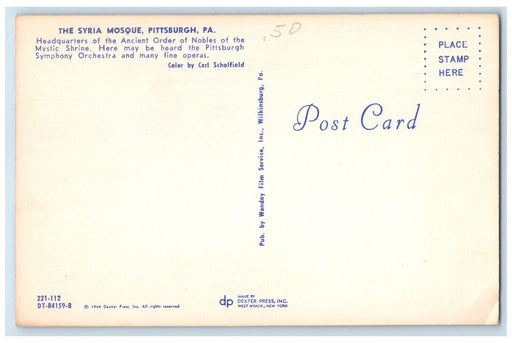 THE SYRIA MOSQUE, PITTSBURGH, PA.
Headquarters of the Ancient Order of Nobles of the
Mystic Shrine. Here may be heard the Pittsburgh
Symphony Orchestra and many fine operas.
Color by Carl Scholfield
.50
PLACE
STAMP
HERE
Post Card
Pub. by Wonday Film Service, Inc., Wilkinsburg, Pa.
221-112
DT-84159-B
© 1954 Dexter Press, Inc. All rights reserved
dp
MADE BY
DEXTER PRESS, INC.
WEST NYACK, NEW YORK